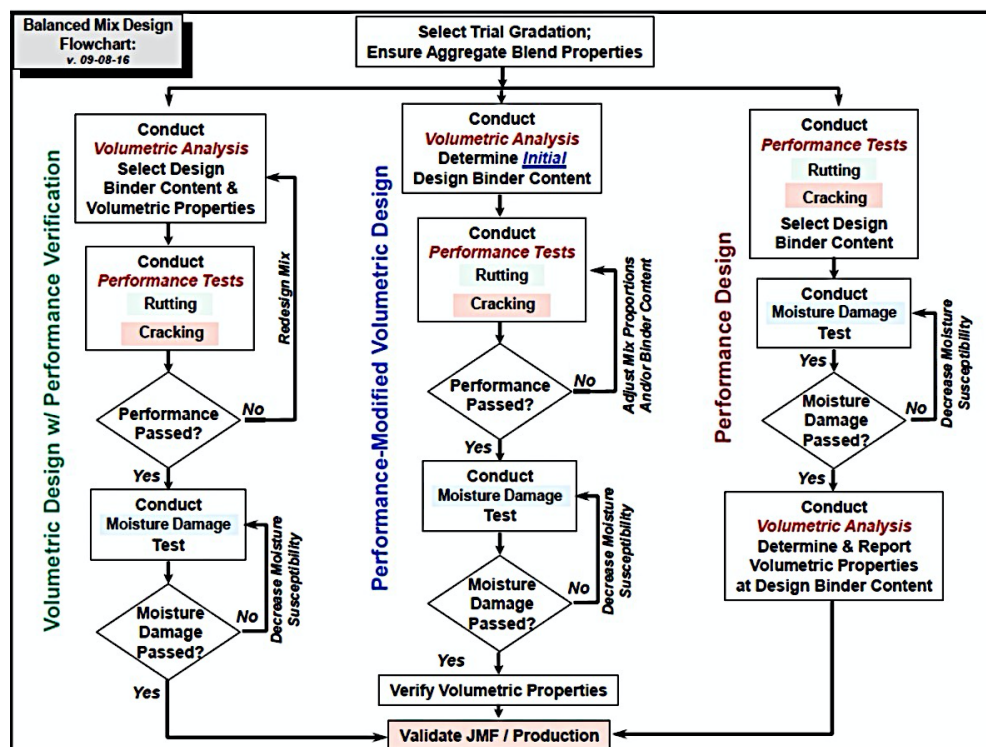 Balanced Mix Design
Flowchart:
v. 09-08-16
Select Trial Gradation;
Ensure Aggregate Blend Properties
Volumetric Design w/ Performance Verification
Conduct
Volumetric Analysis
Select Design
Binder Content &
Volumetric Properties
Conduct
Performance Tests
Rutting
Cracking
Redesign Mix
Performance
Passed?
No
Yes
Conduct
Moisture Damage
Test
Decrease Moisture
Susceptibility
Moisture
Damage
Passed?
No
Yes
Performance-Modified Volumetric Design
Conduct
Volumetric Analysis
Determine Initial
Design Binder Content
Conduct
Performance Tests
Rutting
Cracking
Adjust Mix Proportions
And/or Binder Content
Performance
Passed?
No
Yes
Conduct
Moisture Damage
Test
Decrease Moisture
Susceptibility
Moisture
Damage
Passed?
No
Yes
Verify Volumetric Properties
Performance Design
Conduct
Performance Tests
Rutting
Cracking
Select Design
Binder Content
Conduct
Moisture Damage
Test
Yes
Decrease Moisture
Susceptibility
Moisture
Damage
Passed?
No
Yes
Conduct
Volumetric Analysis
Determine & Report
Volumetric Properties
at Design Binder Content
Validate JMF / Production